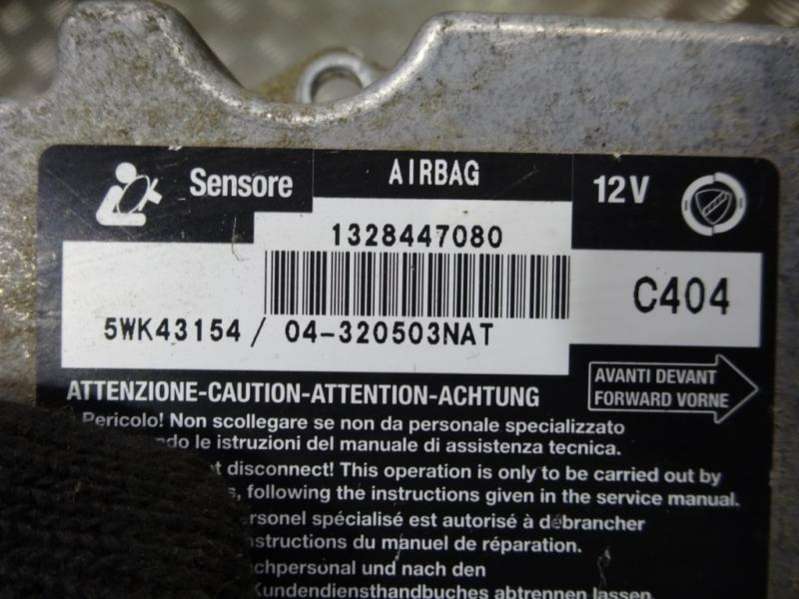 Sensore
AIRBAG
12V
1328447080
C404
5WK43154 / 04-320503NAT
ATTENZIONE-CAUTION-ATTENTION-ACHTUNG
AVANTI DEVANT
FORWARD VORNE
Pericolo! Non scollegare se non da personale specializzato
le istruzioni del manuale di assistenza tecnica.
disconnect! This operation is only to be carried out by
, following the instructions given in the service manual.
spécialisé est autorisé à débrancher
du manuel de réparation.
und nach den
Kundendiensthandbuches abtrennen lassen